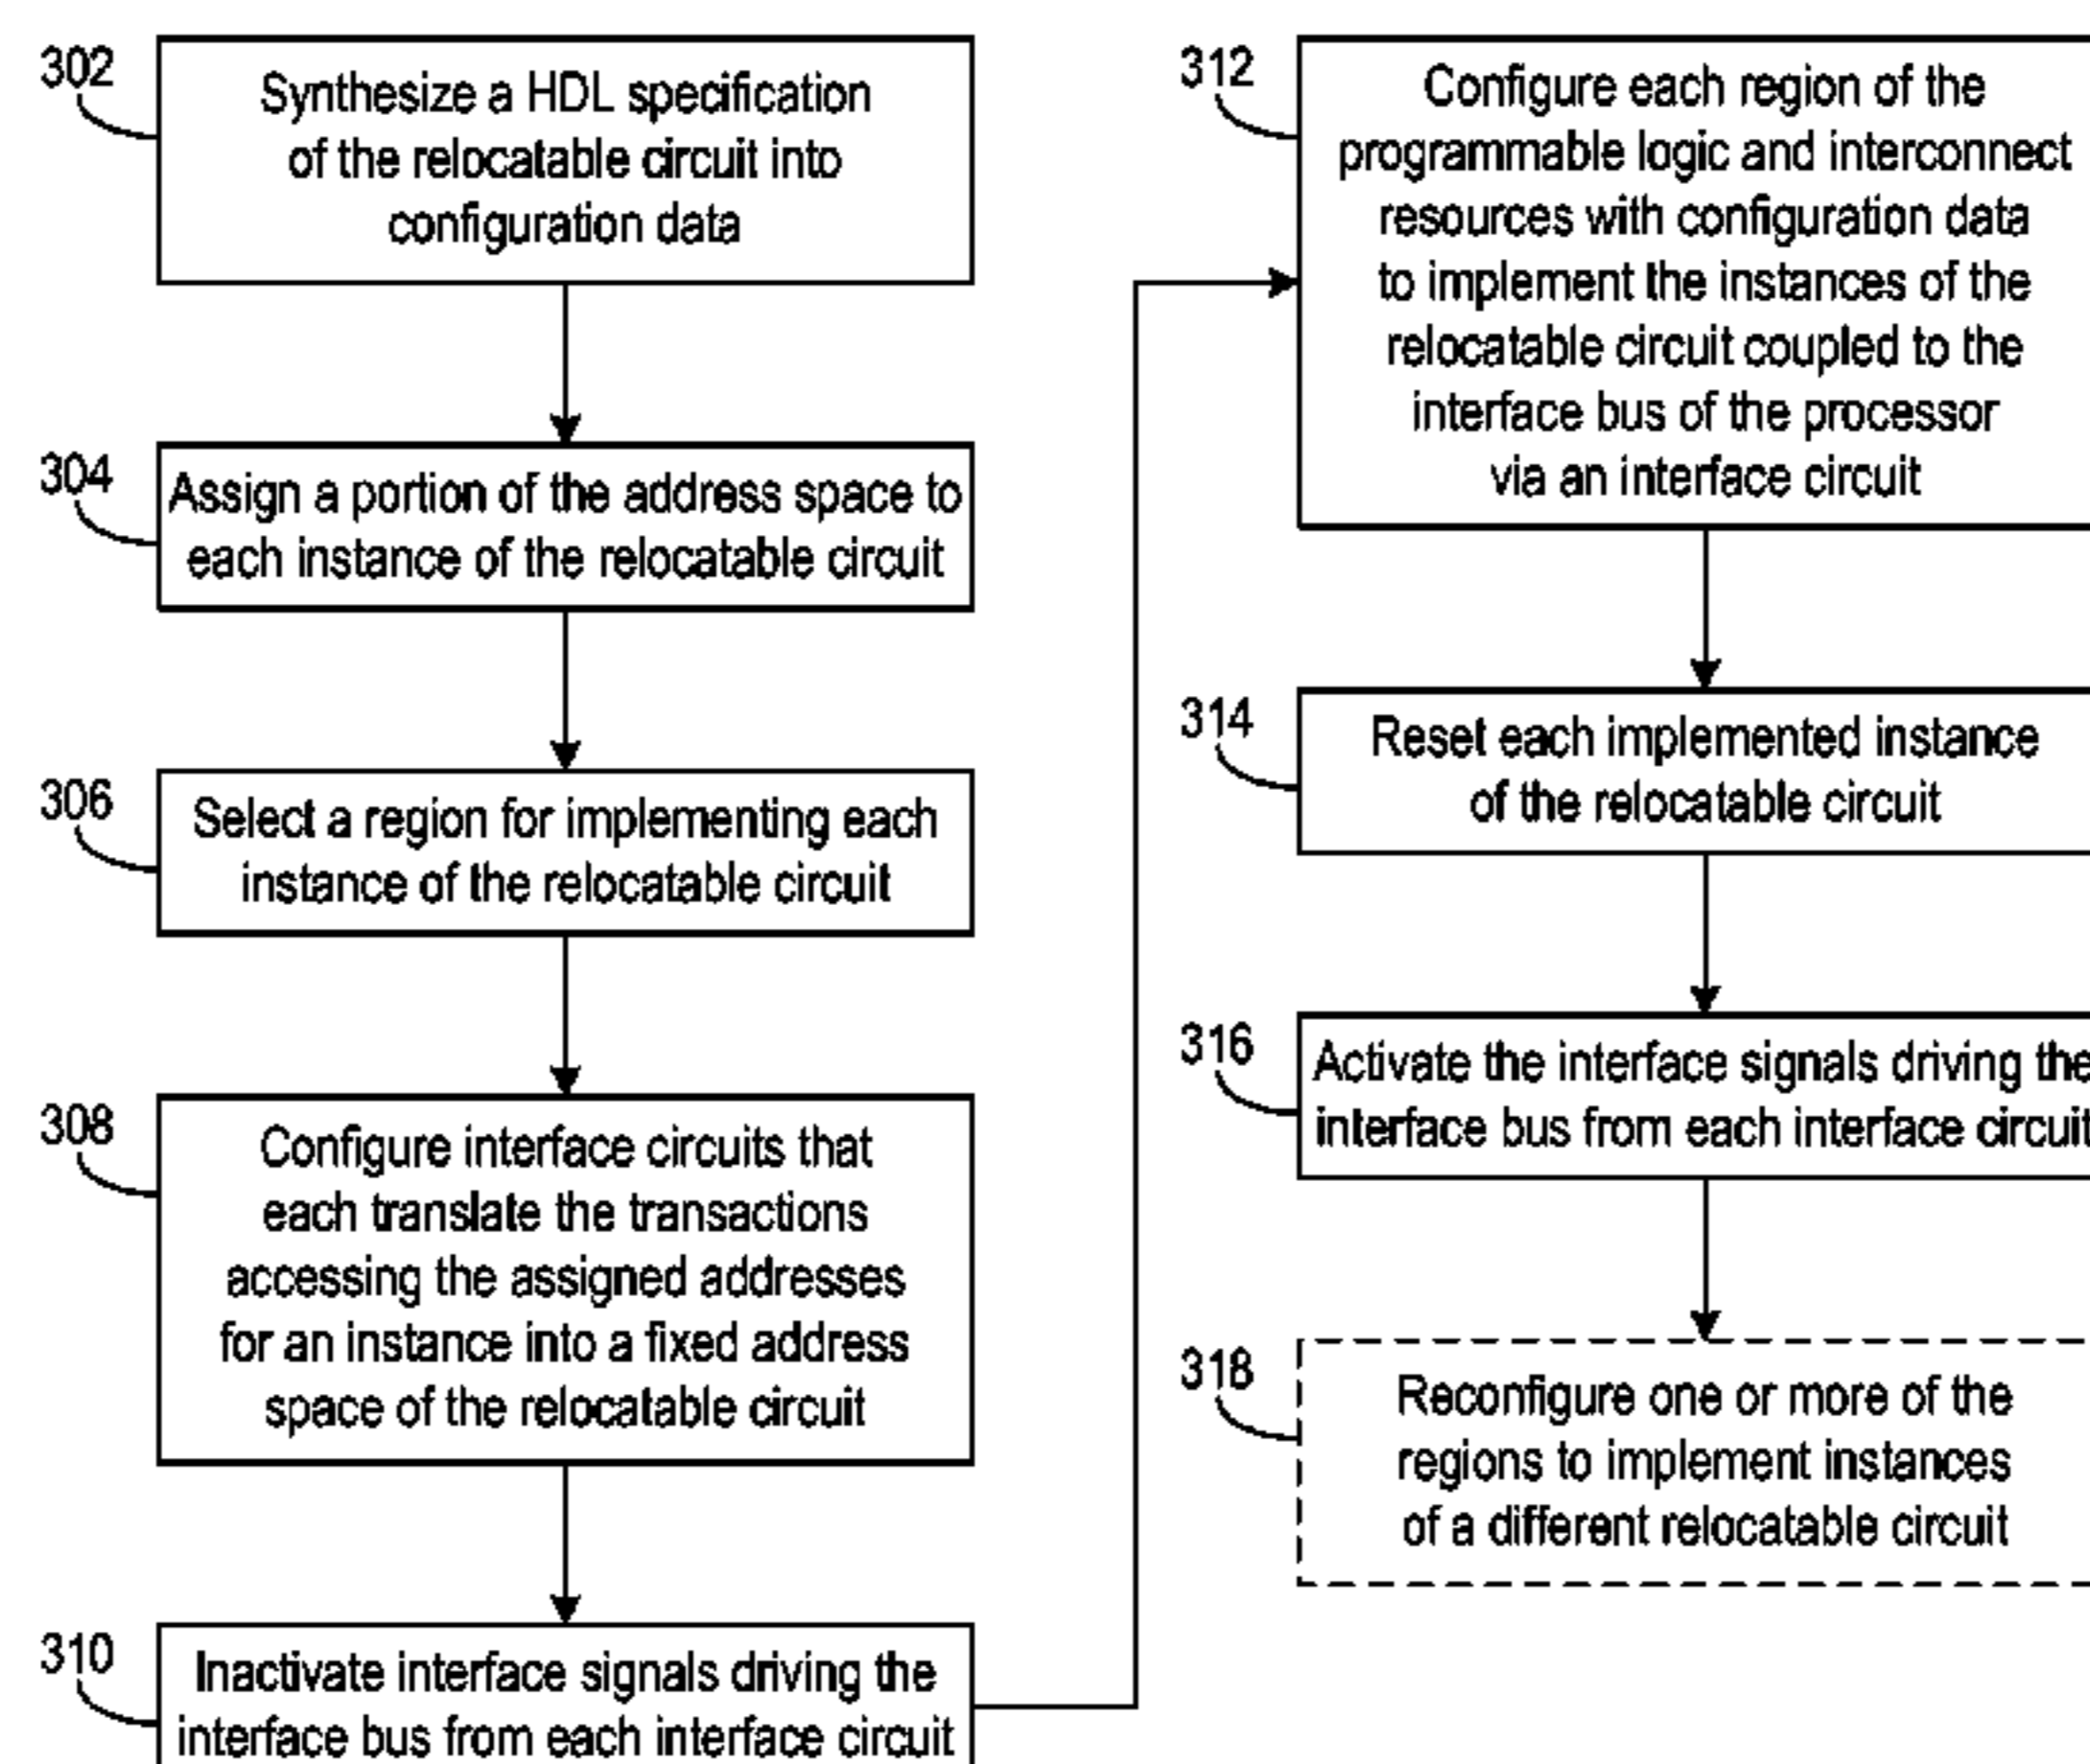 302
Synthesize a HDL specification
of the relocatable circuit into
configuration data
304
Assign a portion of the address space to
each instance of the relocatable circuit
306
Select a region for implementing each
instance of the relocatable circuit
308
Configure interface circuits that
each translate the transactions
accessing the assigned addresses
for an instance into a fixed address
space of the relocatable circuit
310
Inactivate interface signals driving the
interface bus from each interface circuit
312
Configure each region of the
programmable logic and interconnect
resources with configuration data
to implement the instances of the
relocatable circuit coupled to the
interface bus of the processor
via an interface circuit
314
Reset each implemented instance
of the relocatable circuit
316
Activate the interface signals driving the
interface bus from each interface circuit
318
Reconfigure one or more of the
regions to implement instances
of a different relocatable circuit